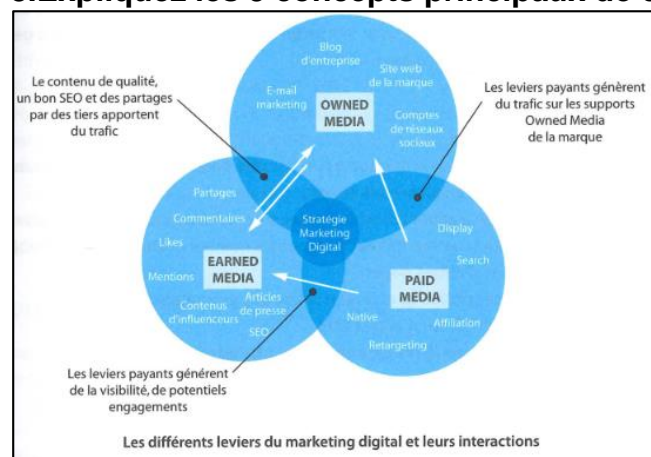 Blog
d'entreprise
Site web
de la marque
E-mail
marketing
OWNED
MEDIA
Comptes
de réseaux
sociaux
Le contenu de qualité,
un bon SEO et des partages
par des tiers apportent
du trafic
Les leviers payants génèrent
du trafic sur les supports
Owned Media
de la marque
Partages
Commentaires
Likes
Mentions
EARNED
MEDIA
Contenus
d'influenceurs
Articles
de presse
SEO
Stratégie
Marketing
Digital
Display
Search
PAID
MEDIA
Affiliation
Native
Retargeting
Les leviers payants générent
de la visibilité, de potentiels
engagements
Les différents leviers du marketing digital et leurs interactions